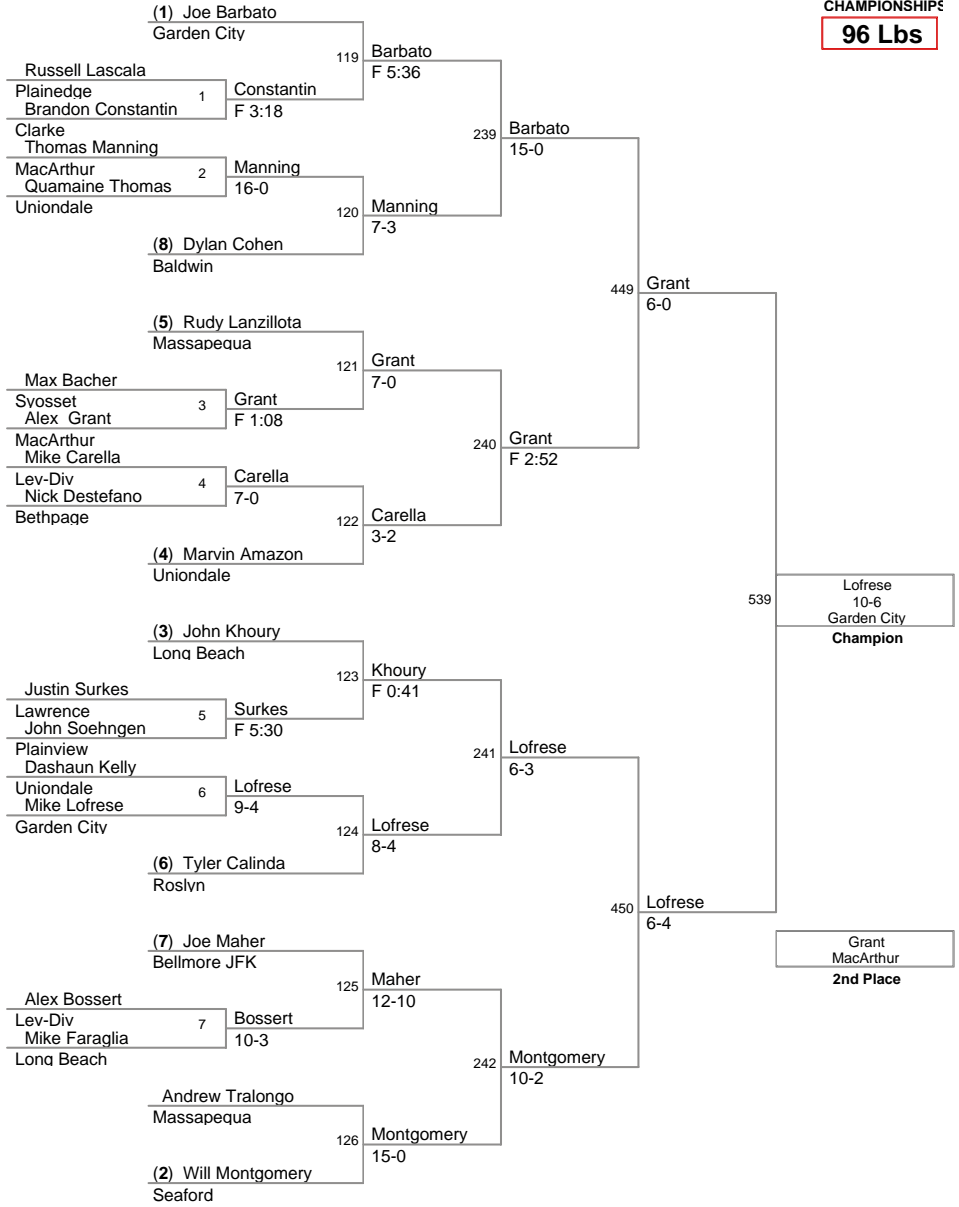 CHAMPIONSHIPS
96 Lbs
(1) Joe Barbato
Garden City
119 Barbato
F 5:36
Russell Lascala
Plainedge
1 Constantin
Brandon Constantin
F 3:18
Clarke
239 Barbato
15-0
Thomas Manning
MacArthur
2 Manning
Quamaine Thomas
16-0
Uniondale
120 Manning
7-3
(8) Dylan Cohen
Baldwin
449 Grant
6-0
(5) Rudy Lanzillota
Massapequa
121 Grant
7-0
Max Bacher
Syosset
3 Grant
Alex Grant
F 1:08
MacArthur
240 Grant
F 2:52
Mike Carella
Lev-Div
4 Carella
Nick Destefano
7-0
Bethpage
122 Carella
3-2
(4) Marvin Amazon
Uniondale
539 Lofrese
10-6
Garden City
Champion
(3) John Khoury
Long Beach
123 Khoury
F 0:41
Justin Surkes
Lawrence
5 Surkes
John Soehngen
F 5:30
Plainview
241 Lofrese
6-3
Dashaun Kelly
Uniondale
6 Lofrese
Mike Lofrese
9-4
Garden City
124 Lofrese
8-4
(6) Tyler Calinda
Roslyn
450 Lofrese
6-4
(7) Joe Maher
Bellmore JFK
Grant
MacArthur
2nd Place
125 Maher
12-10
Alex Bossert
Lev-Div
7 Bossert
Mike Faraglia
10-3
Long Beach
242 Montgomery
10-2
Andrew Tralongo
Massapequa
126 Montgomery
15-0
(2) Will Montgomery
Seaford